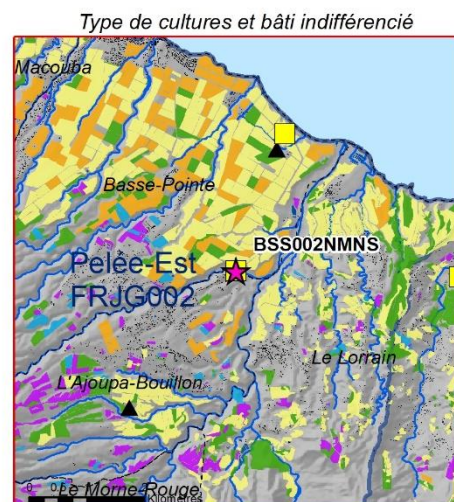 Type de cultures et bâti indifférencié
Macouba
Basse-Pointe
BSS002NMNS
Pelée-Est
FRJG002
Le Lorrain
L'Ajoupa-Bouillon
Le Morne-Rouge
Kilomètres